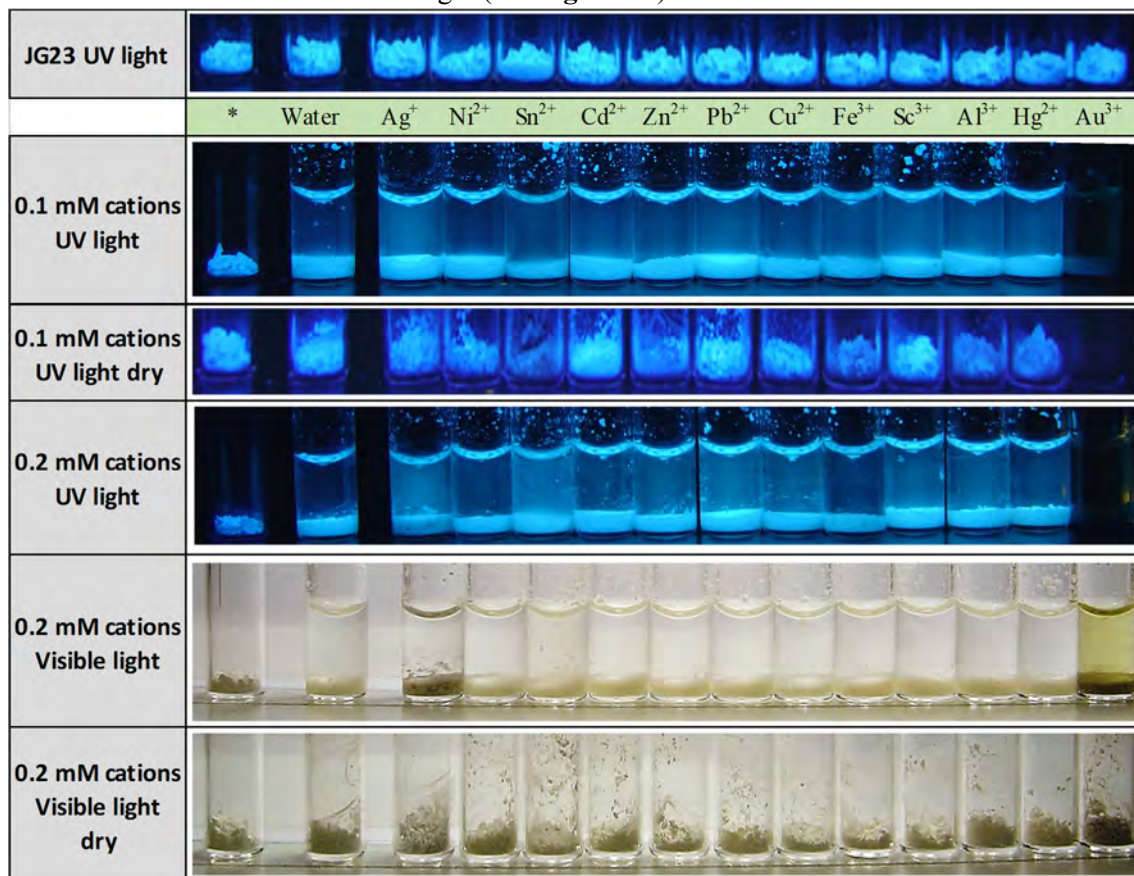 JG23 UV light
* Water Ag⁺ Ni²⁺ Sn²⁺ Cd²⁺ Zn²⁺ Pb²⁺ Cu²⁺ Fe³⁺ Sc³⁺ Al³⁺ Hg²⁺ Au³⁺
0.1 mM cations
UV light
0.1 mM cations
UV light dry
0.2 mM cations
UV light
0.2 mM cations
Visible light
0.2 mM cations
Visible light
dry